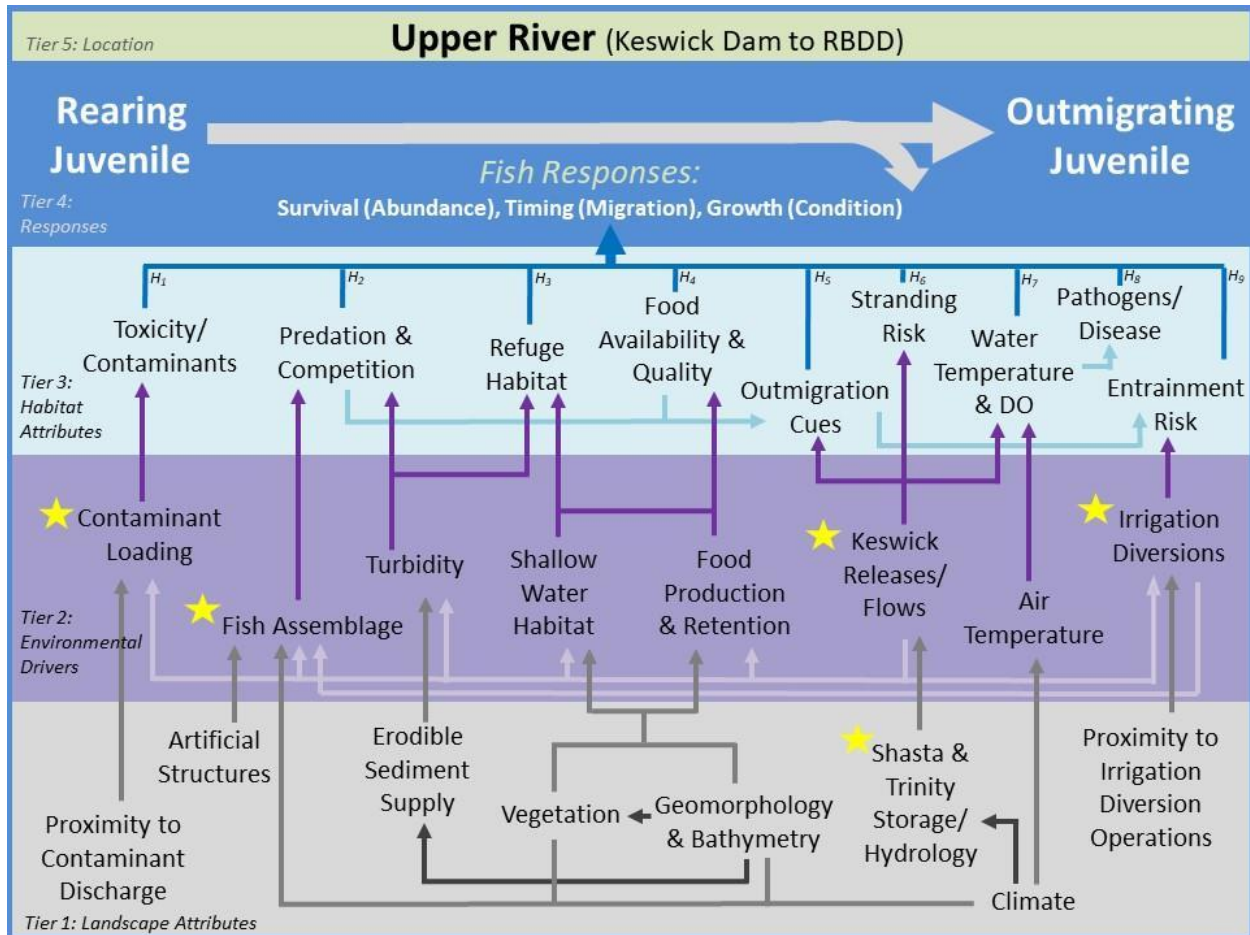 Tier 5: Location
Upper River (Keswick Dam to RBDD)
Rearing
Juvenile
Outmigrating
Juvenile
Fish Responses:
Survival (Abundance), Timing (Migration), Growth (Condition)
Tier 4:
Responses
H1
H2
H3
H4
H5
H6
H7
H8
H9
Toxicity/
Contaminants
Predation &
Competition
Refuge
Habitat
Food
Availability &
Quality
Outmigration
Cues
Stranding
Risk
Water
Temperature
& DO
Pathogens/
Disease
Entrainment
Risk
Tier 3:
Habitat
Attributes
Contaminant
Loading
Fish Assemblage
Turbidity
Shallow
Water
Habitat
Food
Production
& Retention
Keswick
Releases/
Flows
Air
Temperature
Irrigation
Diversions
Tier 2:
Environmental
Drivers
Proximity to
Contaminant
Discharge
Artificial
Structures
Erodible
Sediment
Supply
Vegetation
Geomorphology
& Bathymetry
Shasta &
Trinity
Storage/
Hydrology
Climate
Proximity to
Irrigation
Diversion
Operations
Tier 1: Landscape Attributes